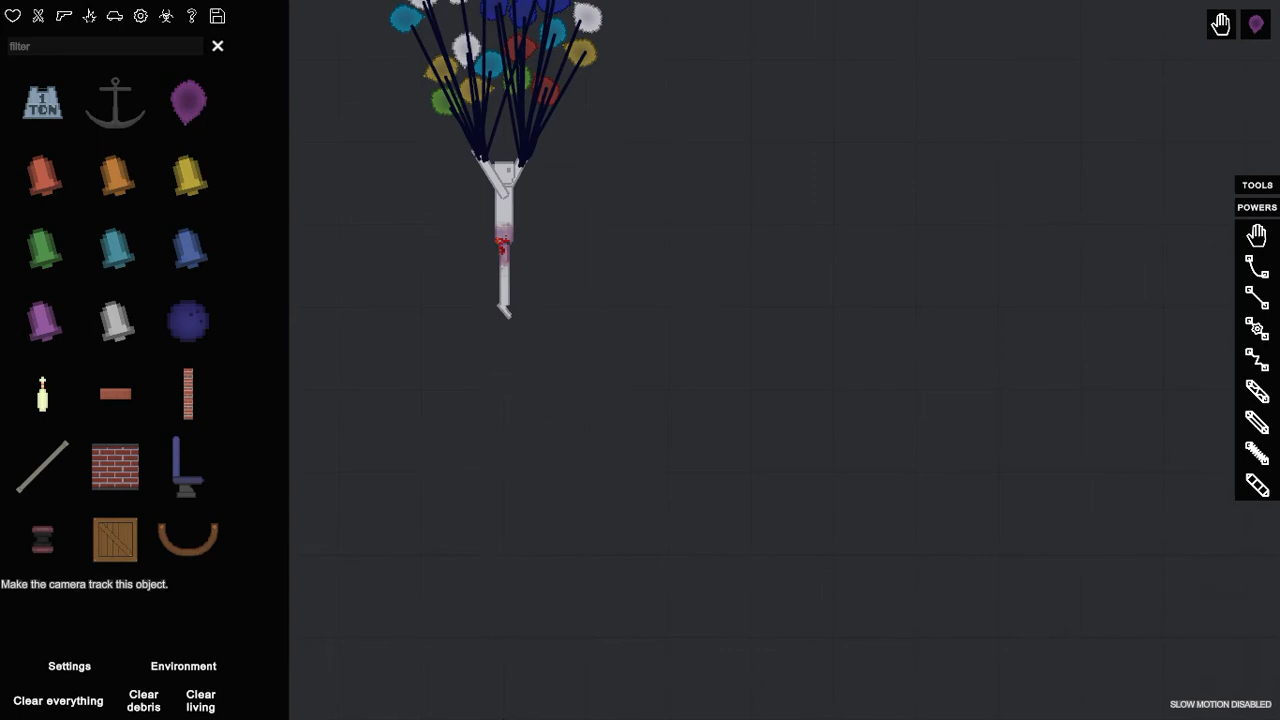 filter
1
TON
TOOLS
POWERS
Make the camera track this object.
Settings
Environment
Clear everything
Clear
debris
Clear
living
SLOW MOTION DISABLED